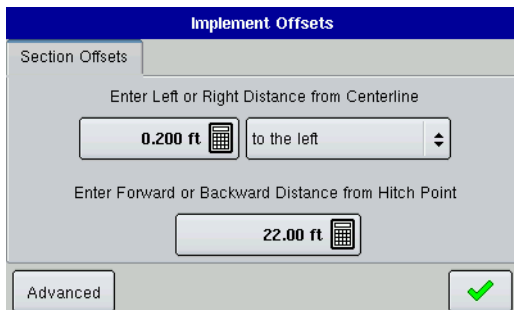 Implement Offsets
Section Offsets
Enter Left or Right Distance from Centerline
0.200 ft to the left
Enter Forward or Backward Distance from Hitch Point
22.00 ft
Advanced